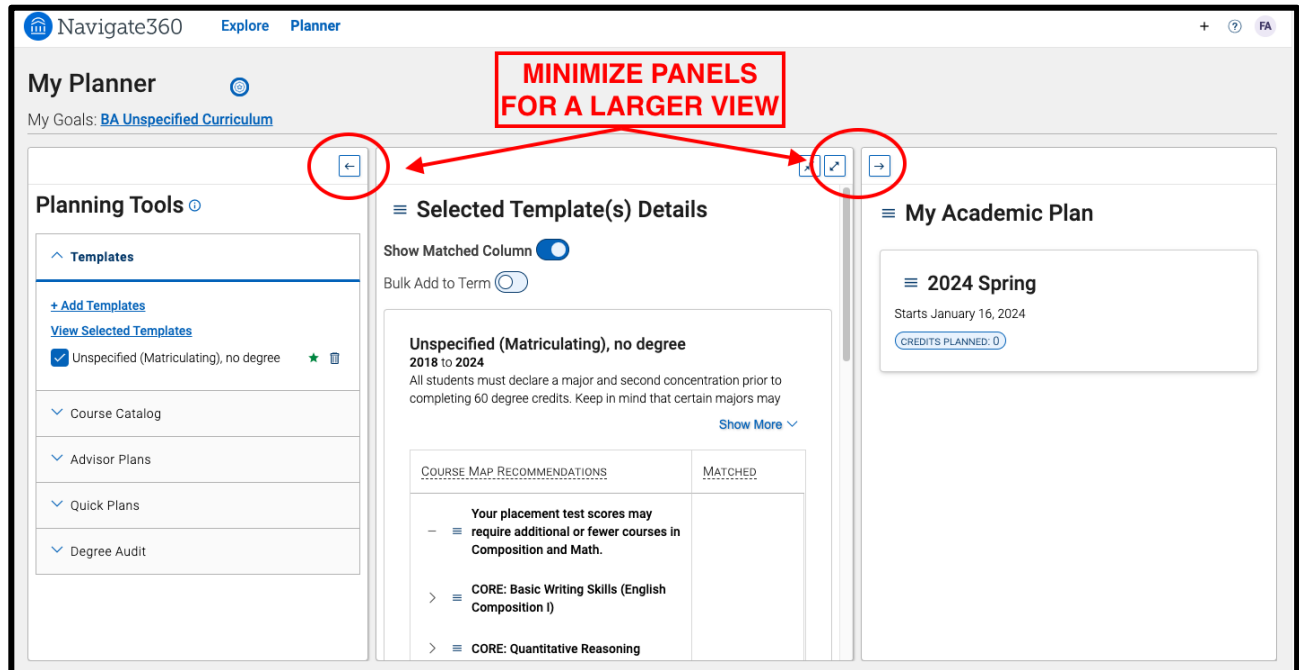 Navigate360 Explore Planner + ? FA
MINIMIZE PANELS
FOR A LARGER VIEW
My Planner
My Goals: BA Unspecified Curriculum
Planning Tools
Templates
+ Add Templates
View Selected Templates
Unspecified (Matriculating), no degree
Course Catalog
Advisor Plans
Quick Plans
Degree Audit
Selected Template(s) Details
Show Matched Column
Bulk Add to Term
Unspecified (Matriculating), no degree
2018 to 2024
All students must declare a major and second concentration prior to
completing 60 degree credits. Keep in mind that certain majors may
Show More
COURSE MAP RECOMMENDATIONS MATCHED
Your placement test scores may
require additional or fewer courses in
Composition and Math.
CORE: Basic Writing Skills (English
Composition I)
CORE: Quantitative Reasoning
My Academic Plan
2024 Spring
Starts January 16, 2024
CREDITS PLANNED: 0